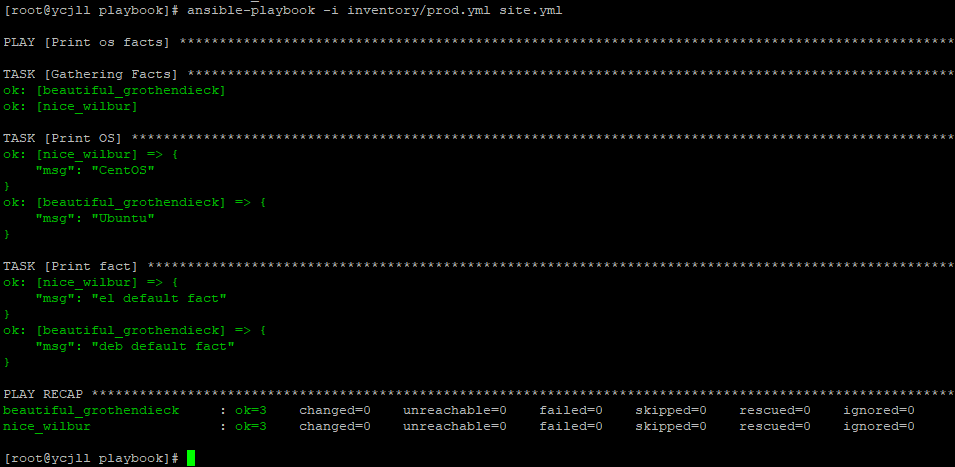 [root@ycjll playbook]# ansible-playbook -i inventory/prod.yml site.yml
PLAY [Print os facts] ************************************************************************************************
TASK [Gathering Facts] ***********************************************************************************************
ok: [beautiful_grothendieck]
ok: [nice_wilbur]
TASK [Print OS] ******************************************************************************************************
ok: [nice_wilbur] => {
    "msg": "CentOS"
}
ok: [beautiful_grothendieck] => {
    "msg": "Ubuntu"
}
TASK [Print fact] ****************************************************************************************************
ok: [nice_wilbur] => {
    "msg": "el default fact"
}
ok: [beautiful_grothendieck] => {
    "msg": "deb default fact"
}
PLAY RECAP ***********************************************************************************************************
beautiful_grothendieck     : ok=3    changed=0    unreachable=0    failed=0    skipped=0    rescued=0    ignored=0
nice_wilbur                : ok=3    changed=0    unreachable=0    failed=0    skipped=0    rescued=0    ignored=0
[root@ycjll playbook]#